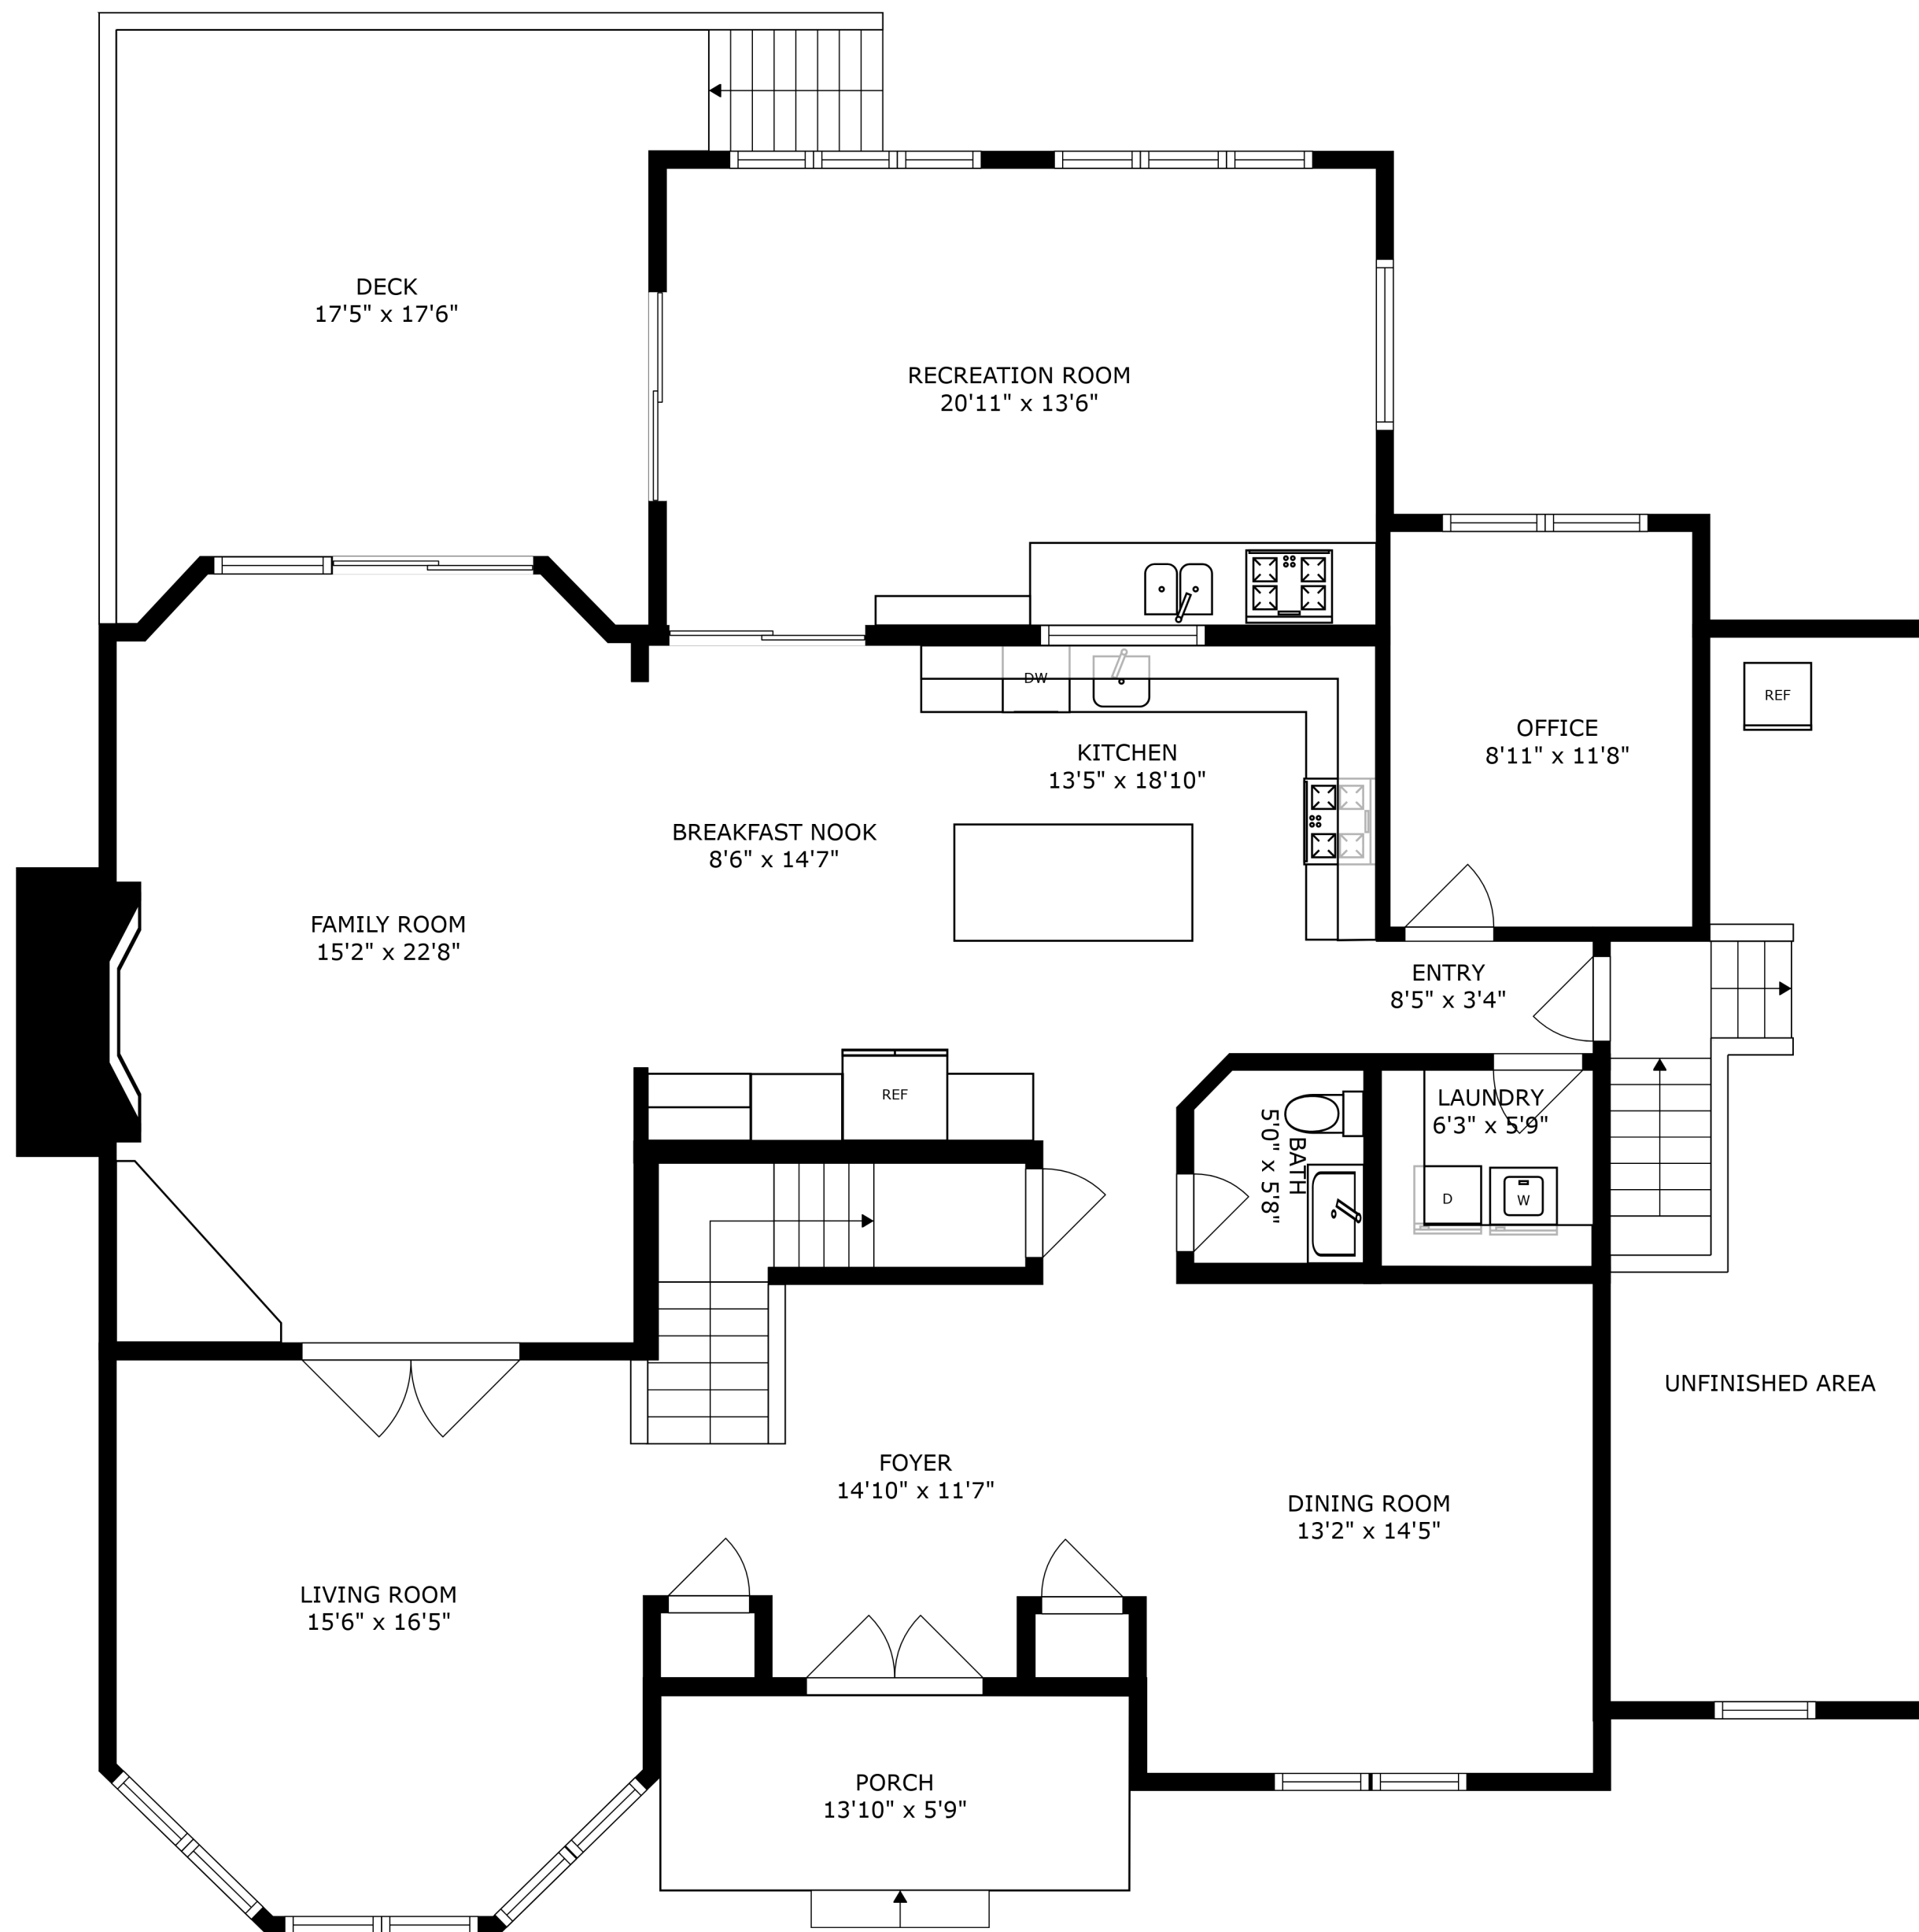 DECK
17'5" x 17'6"
RECREATION ROOM
20'11" x 13'6"
DW
KITCHEN
13'5" x 18'10"
OFFICE
8'11" x 11'8"
REF
BREAKFAST NOOK
8'6" x 14'7"
FAMILY ROOM
15'2" x 22'8"
ENTRY
8'5" x 3'4"
REF
BATH
5'0" x 5'8"
LAUNDRY
6'3" x 5'9"
D
W
UNFINISHED AREA
FOYER
14'10" x 11'7"
DINING ROOM
13'2" x 14'5"
LIVING ROOM
15'6" x 16'5"
PORCH
13'10" x 5'9"